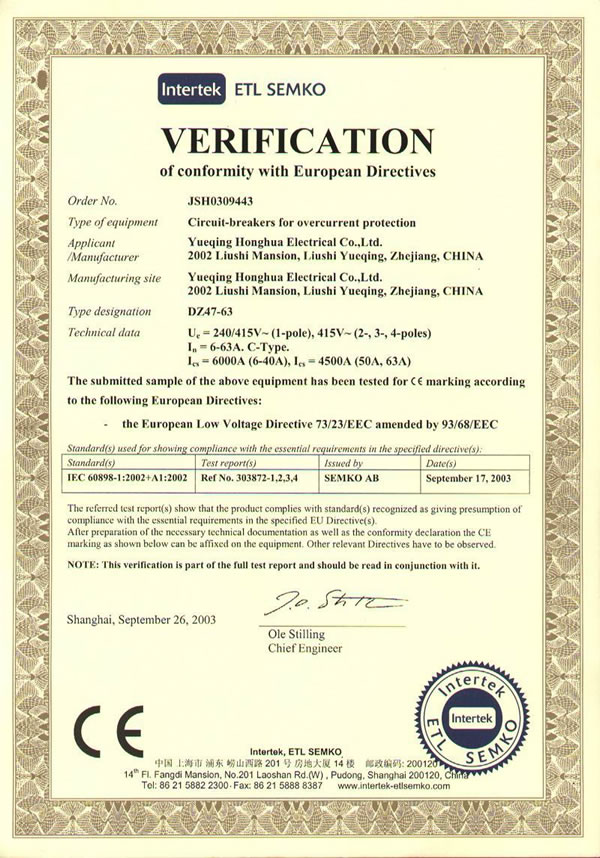 Intertek ETL SEMKO
VERIFICATION
of conformity with European Directives
Order No. JSH0309443
Type of equipment Circuit-breakers for overcurrent protection
Applicant Yueqing Honghua Electrical Co.,Ltd.
/Manufacturer 2002 Liushi Mansion, Liushi Yueqing, Zhejiang, CHINA
Manufacturing site Yueqing Honghua Electrical Co.,Ltd.
2002 Liushi Mansion, Liushi Yueqing, Zhejiang, CHINA
Type designation DZ47-63
Technical data Ue = 240/415V~ (1-pole), 415V~ (2-, 3-, 4-poles)
In = 6-63A. C-Type.
Ics = 6000A (6-40A), Ics = 4500A (50A, 63A)
The submitted sample of the above equipment has been tested for CE marking according
to the following European Directives:
- the European Low Voltage Directive 73/23/EEC amended by 93/68/EEC
Standard(s) used for showing compliance with the essential requirements in the specified directive(s):
Standard(s) Test report(s) Issued by Date(s)
IEC 60898-1:2002+A1:2002 Ref No. 303872-1,2,3,4 SEMKO AB September 17, 2003
The referred test report(s) show that the product complies with standard(s) recognized as giving presumption of
compliance with the essential requirements in the specified EU Directive(s).
After preparation of the necessary technical documentation as well as the conformity declaration the CE
marking as shown below can be affixed on the equipment. Other relevant Directives have to be observed.
NOTE: This verification is part of the full test report and should be read in conjunction with it.
Shanghai, September 26, 2003
Ole Stilling
Chief Engineer
CE
Intertek
Intertek
ETL SEMKO
Intertek, ETL SEMKO
中国 上海市 浦东 崂山西路 201 号 房地大厦 14 楼 邮政编码: 200120
14th Fl. Fangdi Mansion, No.201 Laoshan Rd.(W) , Pudong, Shanghai 200120, China
Tel: 86 21 5882 2300 Fax: 86 21 5888 8387 www.intertek-etlsemko.com